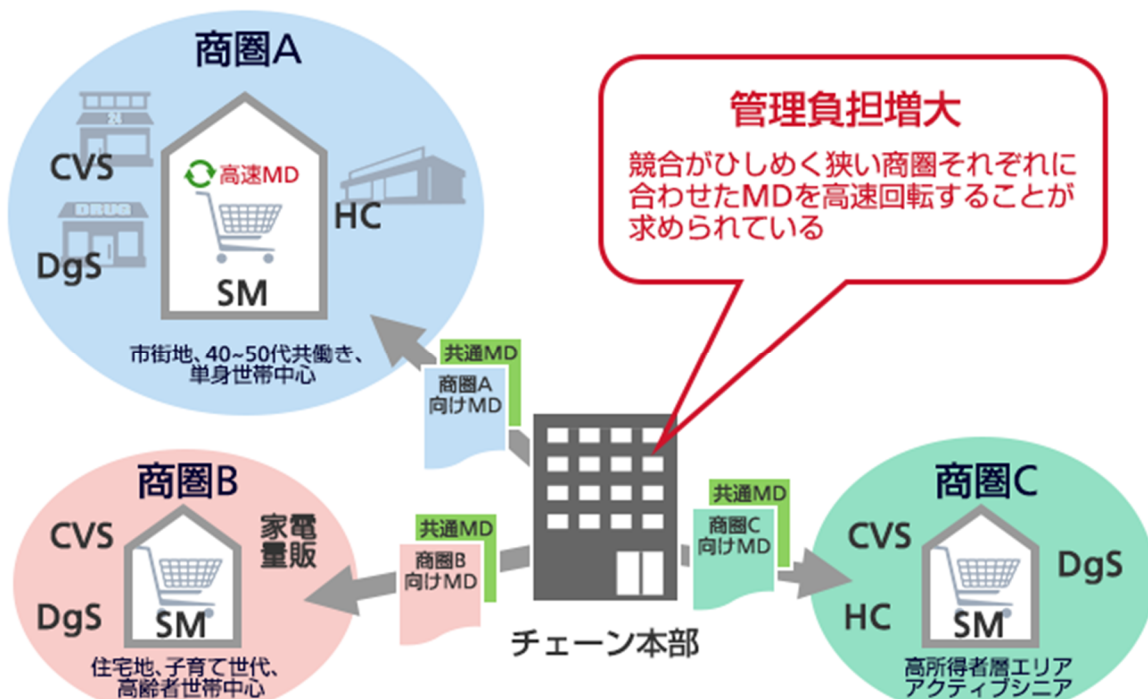 商圏A
24
CVS
高速MD
DRUG
HC
DgS
SM
市街地、40~50代共働き、
単身世帯中心
管理負担増大
競合がひしめく狭い商圏それぞれに
合わせたMDを高速回転することが
求められている
共通MD
商圏A
向けMD
商圏B
CVS
家電
量販
DgS
SM
住宅地、子育て世代、
高齢者世帯中心
共通MD
商圏B
向けMD
チェーン本部
共通MD
商圏C
向けMD
商圏C
CVS
DgS
HC
SM
高所得者層エリア
アクティブシニア